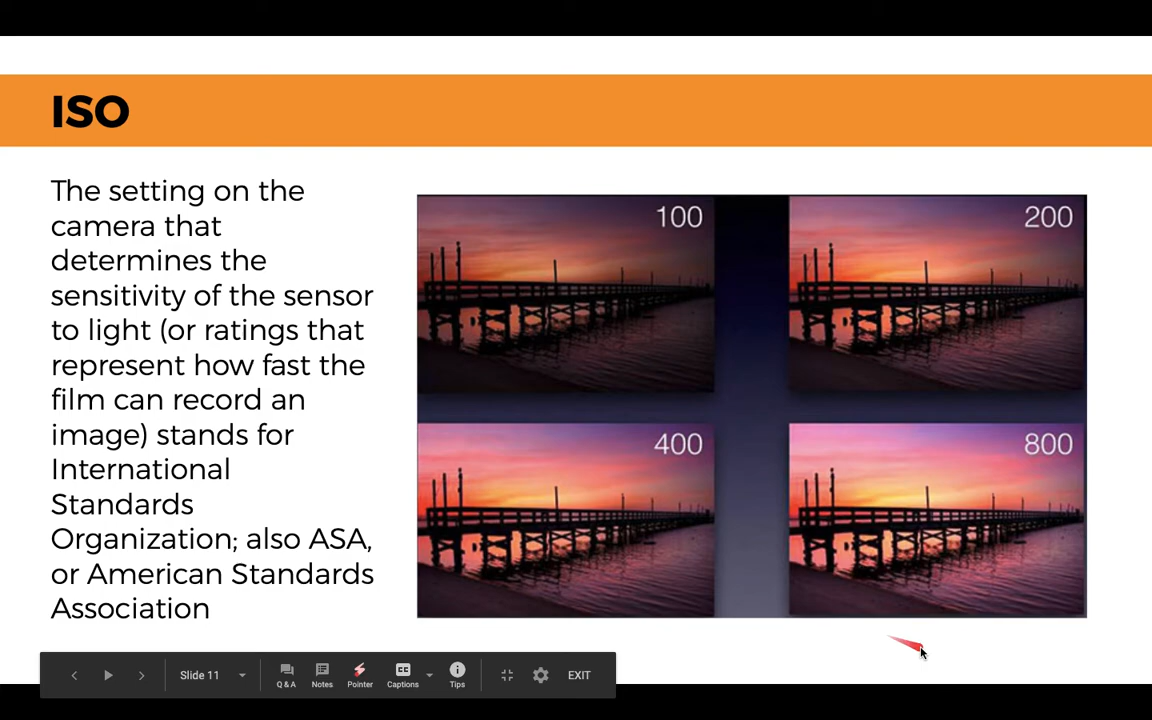 ISO
The setting on the
camera that
determines the
sensitivity of the sensor
to light (or ratings that
represent how fast the
film can record an
image) stands for
International
Standards
Organization; also ASA,
or American Standards
Association
100
200
400
800
Slide 11
Q & A
Notes
Pointer
CC
Captions
Tips
EXIT